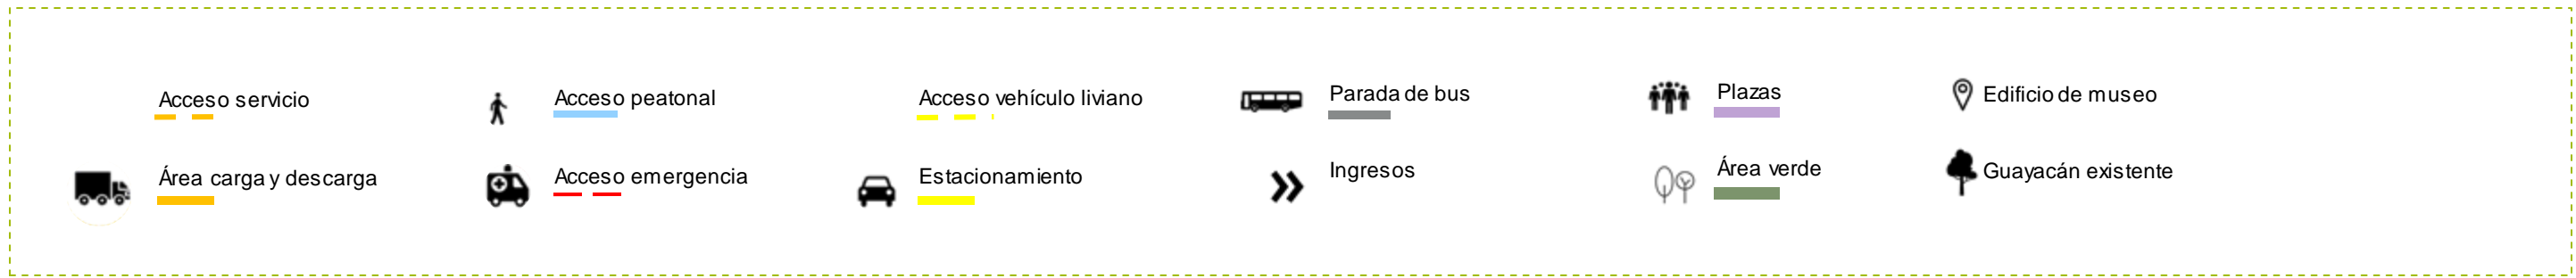 Acceso servicio
Acceso peatonal
Acceso vehículo liviano
Parada de bus
Plazas
Edificio de museo
Área carga y descarga
Acceso emergencia
Estacionamiento
Ingresos
Área verde
Guayacán existente